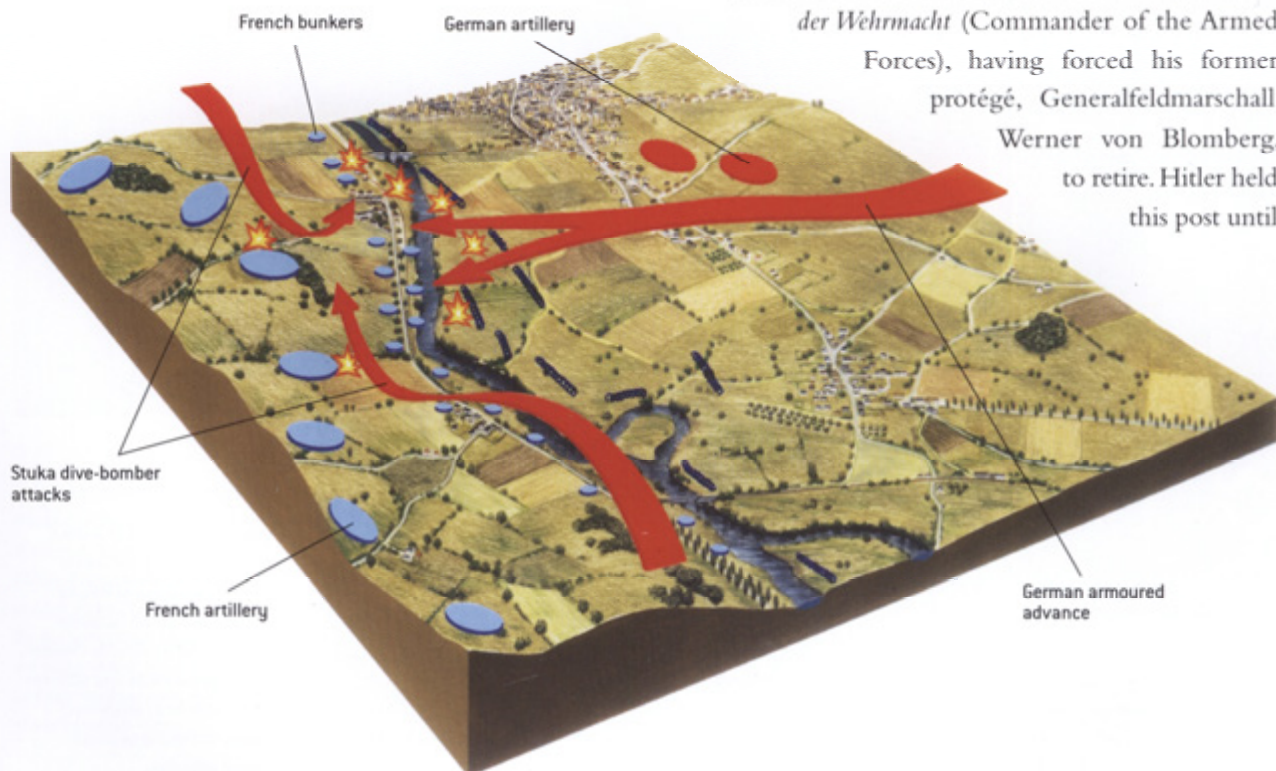 French bunkers
German artillery
der Wehrmacht (Commander of the Armed
Forces), having forced his former
protégé, Generalfeldmarschall
Werner von Blomberg,
to retire. Hitler held
this post until
Stuka dive-bomber
attacks
French artillery
German armoured
advance